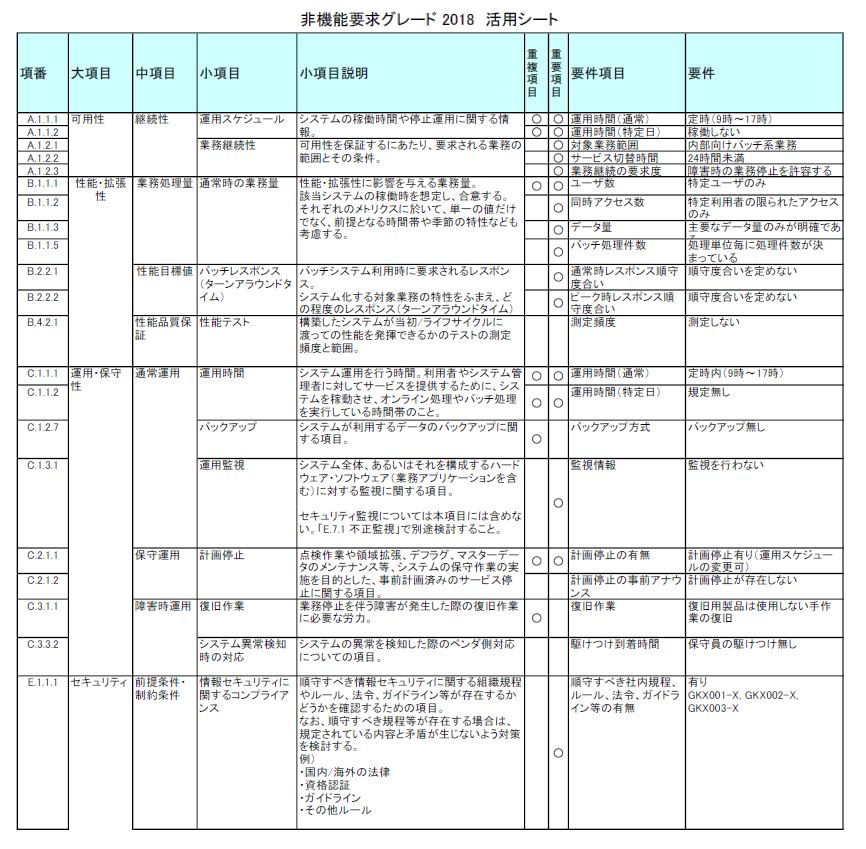 非機能要求グレード 2018 活用シート
項番 大項目 中項目 小項目 小項目説明 重複項目 重要項目 要件項目 要件
A.1.1.1 可用性 継続性 運用スケジュール システムの稼働時間や停止運用に関する情報。 ○ ○ 運用時間(通常) 定時(9時～17時)
A.1.1.2 ○ ○ 運用時間(特定日) 稼働しない
A.1.2.1 業務継続性 可用性を保証するにあたり、要求される業務の範囲とその条件。 ○ 対象業務範囲 内部向けバッチ系業務
A.1.2.2 ○ サービス切替時間 24時間未満
A.1.2.3 ○ 業務継続の要求度 障害時の業務停止を許容する
B.1.1.1 性能・拡張性 業務処理量 通常時の業務量 性能・拡張性に影響を与える業務量。
該当システムの稼働時を想定し、合意する。
それぞれのメトリクスに於いて、単一の値だけでなく、前提となる時間帯や季節の特性なども考慮する。 ○ ○ ユーザ数 特定ユーザのみ
B.1.1.2 ○ 同時アクセス数 特定利用者の限られたアクセスのみ
B.1.1.3 ○ データ量 主要なデータ量のみが明確であ
B.1.1.5 ○ バッチ処理件数 処理単位毎に処理件数が決まっている
B.2.2.1 性能目標値 バッチレスポンス(ターンアラウンドタイム) バッチシステム利用時に要求されるレスポンス。
システム化する対象業務の特性をふまえ、どの程度のレスポンス(ターンアラウンドタイム) ○ 通常時レスポンス順守度合い 順守度合いを定めない
B.2.2.2 ○ ピーク時レスポンス順守度合い 順守度合いを定めない
B.4.2.1 性能品質保証 性能テスト 構築したシステムが当初/ライフサイクルに渡っての性能を発揮できるかのテストの測定頻度と範囲。 測定頻度 測定しない
C.1.1.1 運用・保守性 通常運用 運用時間 システム運用を行う時間。利用者やシステム管理者に対してサービスを提供するために、システムを稼動させ、オンライン処理やバッチ処理を実行している時間帯のこと。 ○ ○ 運用時間(通常) 定時内(9時～17時)
C.1.1.2 ○ ○ 運用時間(特定日) 規定無し
C.1.2.7 バックアップ システムが利用するデータのバックアップに関する項目。 ○ バックアップ方式 バックアップ無し
C.1.3.1 運用監視 システム全体、あるいはそれを構成するハードウェア・ソフトウェア(業務アプリケーションを含む)に対する監視に関する項目。
セキュリティ監視については本項目には含めない。「E.7.1 不正監視」で別途検討すること。 ○ 監視情報 監視を行わない
C.2.1.1 保守運用 計画停止 点検作業や領域拡張、デフラグ、マスターデータのメンテナンス等、システムの保守作業の実施を目的とした、事前計画済みのサービス停止に関する項目。 ○ ○ 計画停止の有無 計画停止有り(運用スケジュールの変更可)
C.2.1.2 計画停止の事前アナウンス 計画停止が存在しない
C.3.1.1 障害時運用 復旧作業 業務停止を伴う障害が発生した際の復旧作業に必要な労力。 ○ 復旧作業 復旧用製品は使用しない手作業の復旧
C.3.3.2 システム異常検知時の対応 システムの異常を検知した際のベンダ側対応についての項目。 駆けつけ到着時間 保守員の駆けつけ無し
E.1.1.1 セキュリティ 前提条件・制約条件 情報セキュリティに関するコンプライアンス 順守すべき情報セキュリティに関する組織規程やルール、法令、ガイドライン等が存在するかどうかを確認するための項目。
なお、順守すべき規程等が存在する場合は、規定されている内容と矛盾が生じないよう対策を検討する。
例)
・国内/海外の法律
・資格認証
・ガイドライン
・その他ルール ○ 順守すべき社内規程、ルール、法令、ガイドライン等の有無 有り
GKX001-X, GKX002-X,
GKX003-X